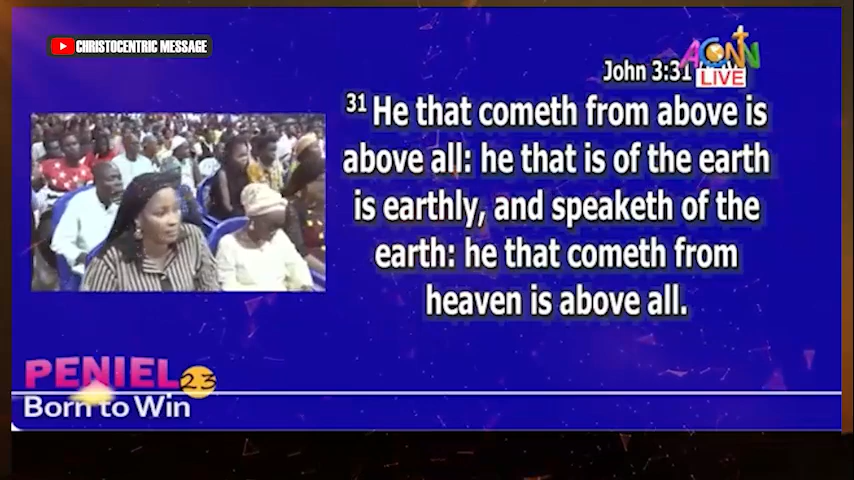 CHRISTOCENTRIC MESSAGE
ACNN
LIVE
John 3:31
31 He that cometh from above is
above all: he that is of the earth
is earthly, and speaketh of the
earth: he that cometh from
heaven is above all.
PENIEL 23
Born to Win